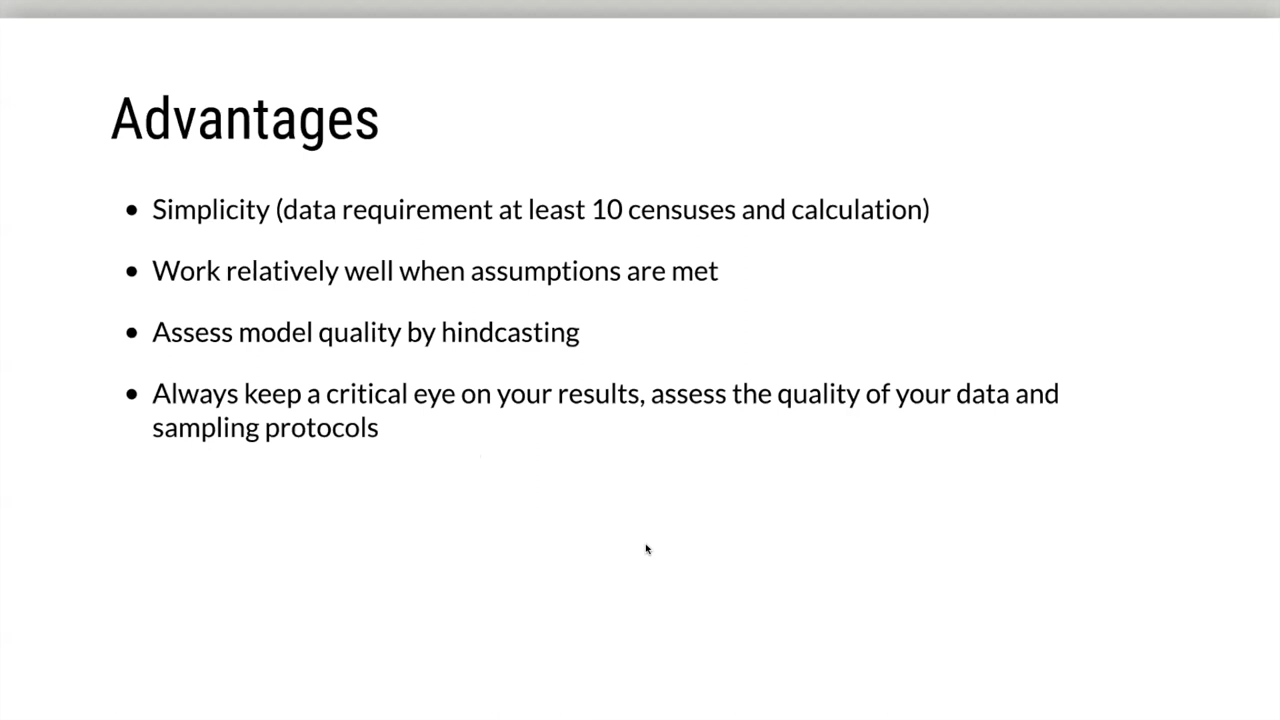 Advantages
• Simplicity (data requirement at least 10 censuses and calculation)
• Work relatively well when assumptions are met
• Assess model quality by hindcasting
• Always keep a critical eye on your results, assess the quality of your data and
sampling protocols